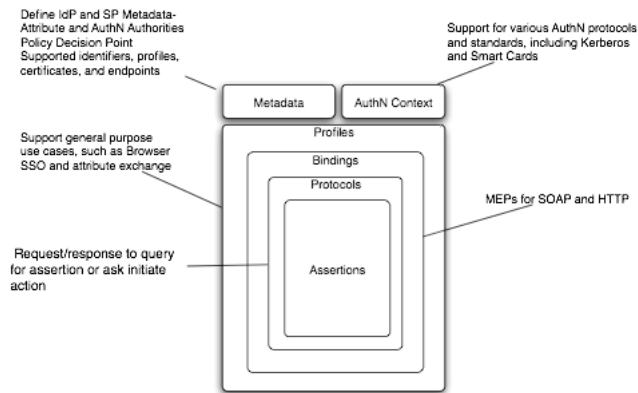 Define IdP and SP Metadata-
Attribute and AuthN Authorities
Policy Decision Point
Supported identifiers, profiles,
certificates, and endpoints
Support for various AuthN protocols
and standards, including Kerberos
and Smart Cards
Metadata
AuthN Context
Profiles
Support general purpose
use cases, such as Browser
SSO and attribute exchange
Bindings
Protocols
MEPs for SOAP and HTTP
Request/response to query
for assertion or ask initiate
action
Assertions